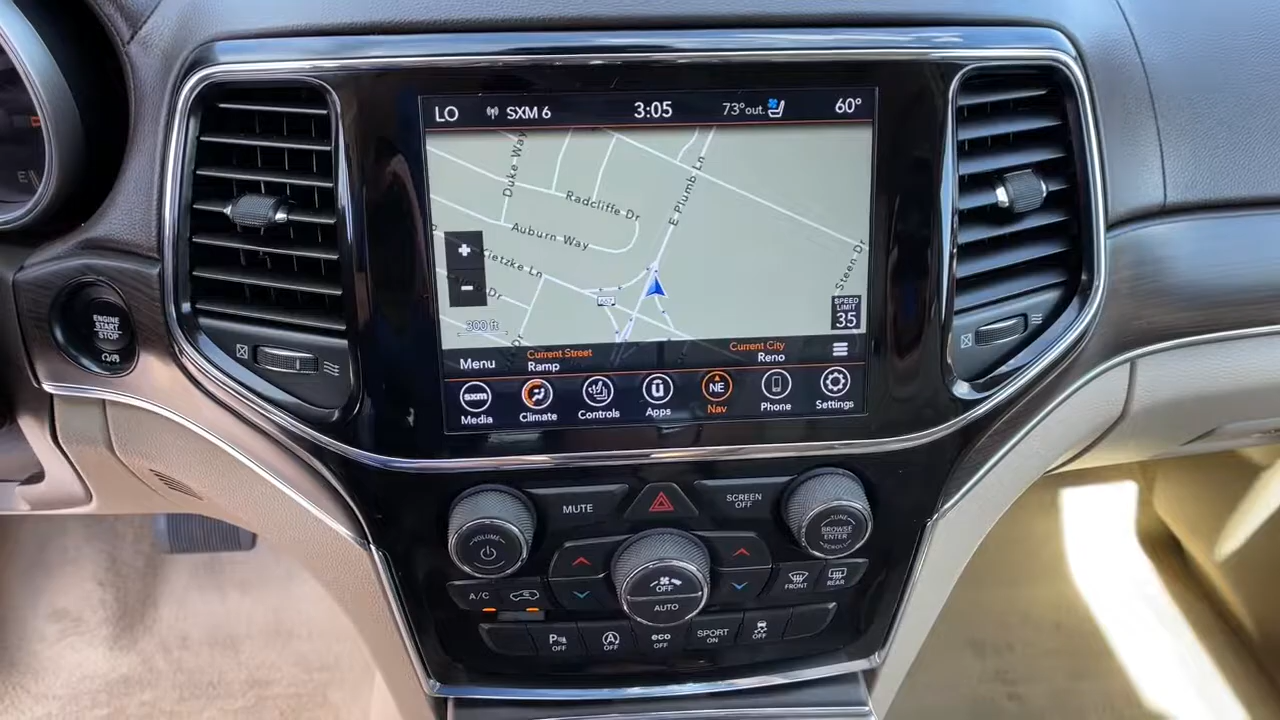 LO SXM 6 3:05 73°out. 60°
Duke Way
Radcliffe Dr
E Plumb Ln
Auburn Way
Kietzke Ln
Steen Dr
+
-
300 ft
SPEED LIMIT 35
Menu
Current Street
Ramp
Current City
Reno
sxm
NE
Media Climate Controls Apps Nav Phone Settings
E
ENGINE
START
STOP
MUTE
SCREEN
OFF
VOLUME
TUNE
BROWSE
ENTER
SCROLL
OFF
AUTO
A/C
FRONT
REAR
P OFF
A OFF
eco
OFF
SPORT
ON
OFF